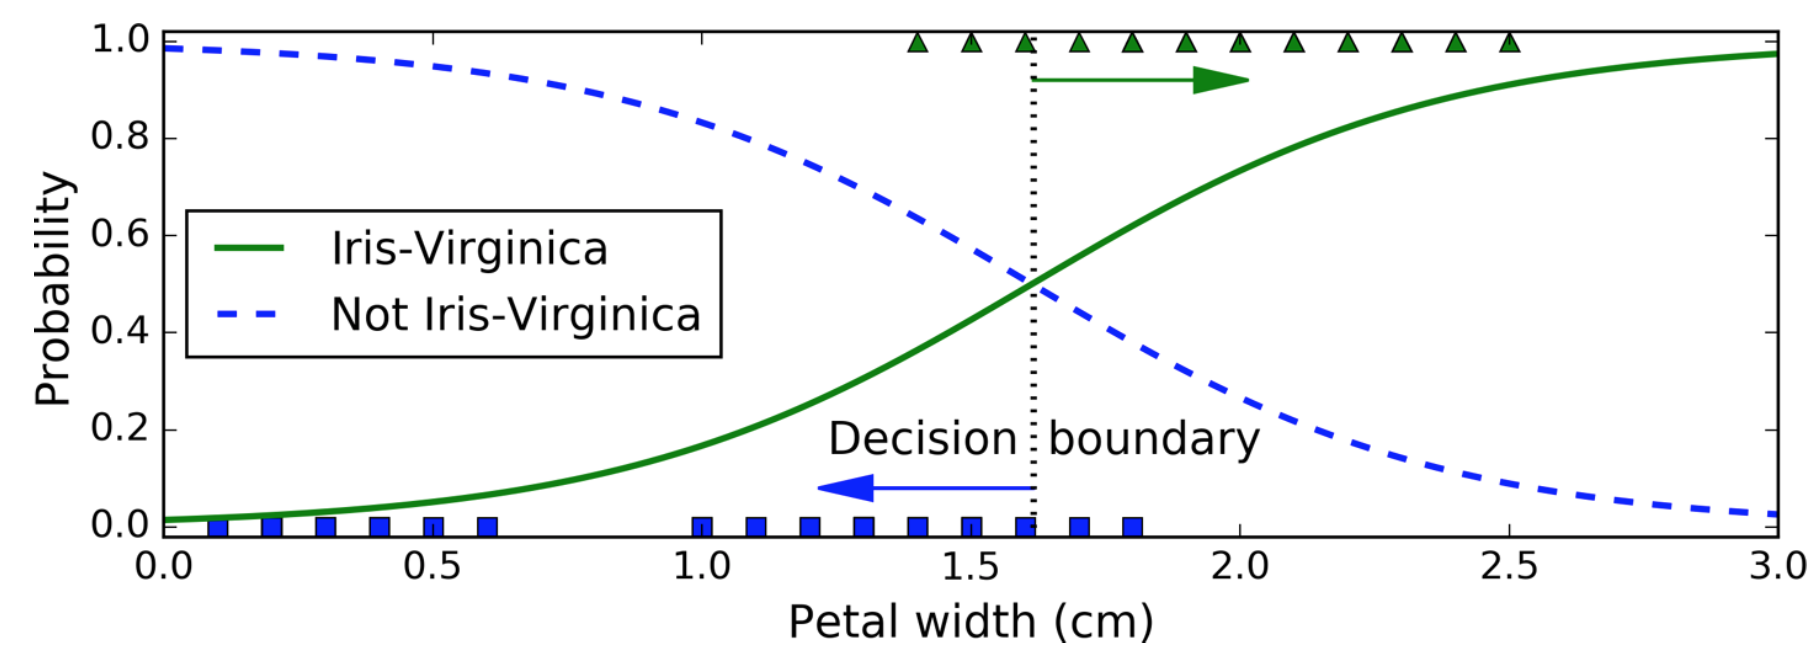 1.0
0.8
0.6
0.4
0.2
0.0
Probability
Iris-Virginica
Not Iris-Virginica
Decision boundary
0.0 0.5 1.0 1.5 2.0 2.5 3.0
Petal width (cm)